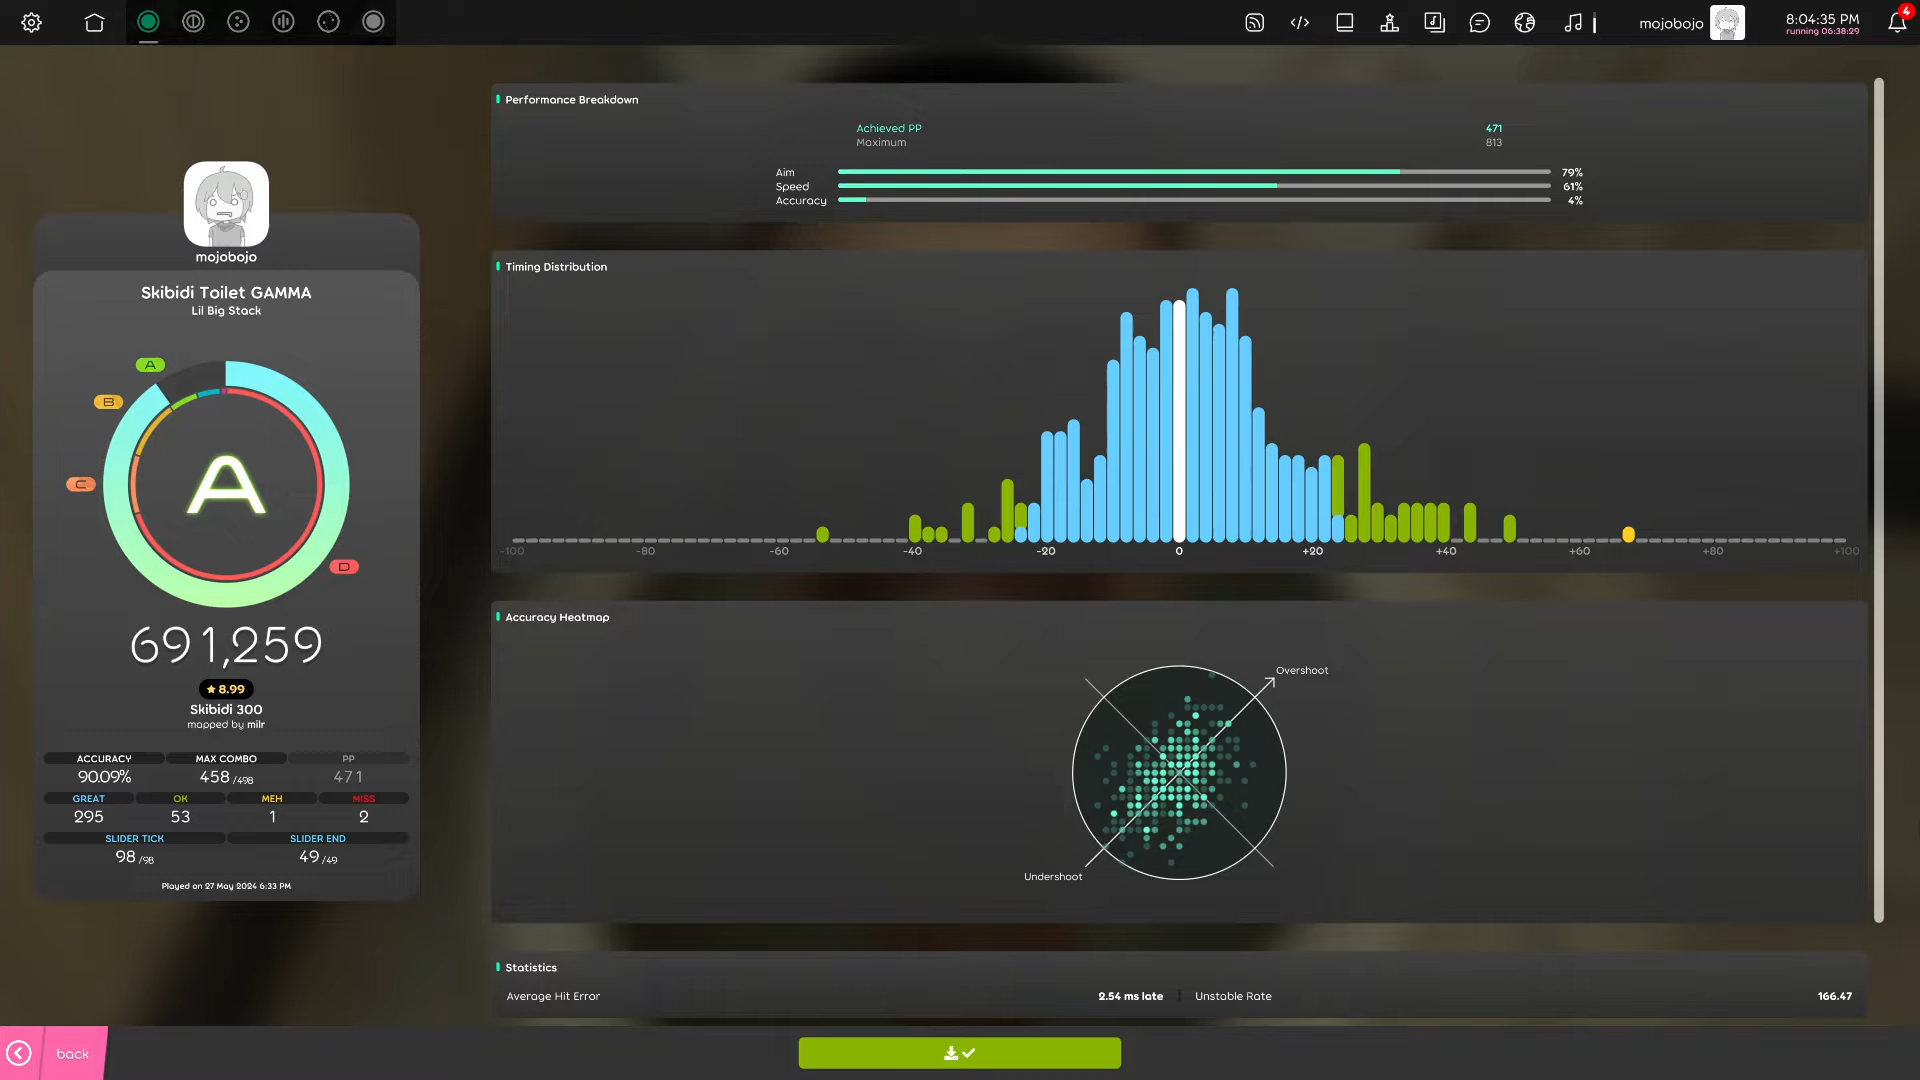 mojobojo
8:04:35 PM
running 06:38:29
4
Performance Breakdown
Achieved PP 471
Maximum 813
Aim 79%
Speed 61%
Accuracy 4%
mojobojo
Skibidi Toilet GAMMA
Lil Big Stack
A
B
C
D
A
691,259
8.99
Skibidi 300
mapped by milr
ACCURACY MAX COMBO PP
90.09% 458 /498 471
GREAT OK MEH MISS
295 53 1 2
SLIDER TICK SLIDER END
98 /98 49 /49
Played on 27 May 2024 6:33 PM
Timing Distribution
-100 -80 -60 -40 -20 0 +20 +40 +60 +80 +100
Accuracy Heatmap
Overshoot
Undershoot
Statistics
Average Hit Error 2.54 ms late Unstable Rate 166.47
back